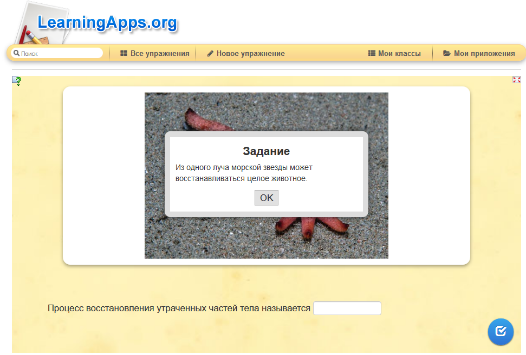 LearningApps.org
Поиск
Все упражнения
Новое упражнение
Мои классы
Мои приложения
Задание
Из одного луча морской звезды может
восстанавливаться целое животное.
OK
Процесс восстановления утраченных частей тела называется